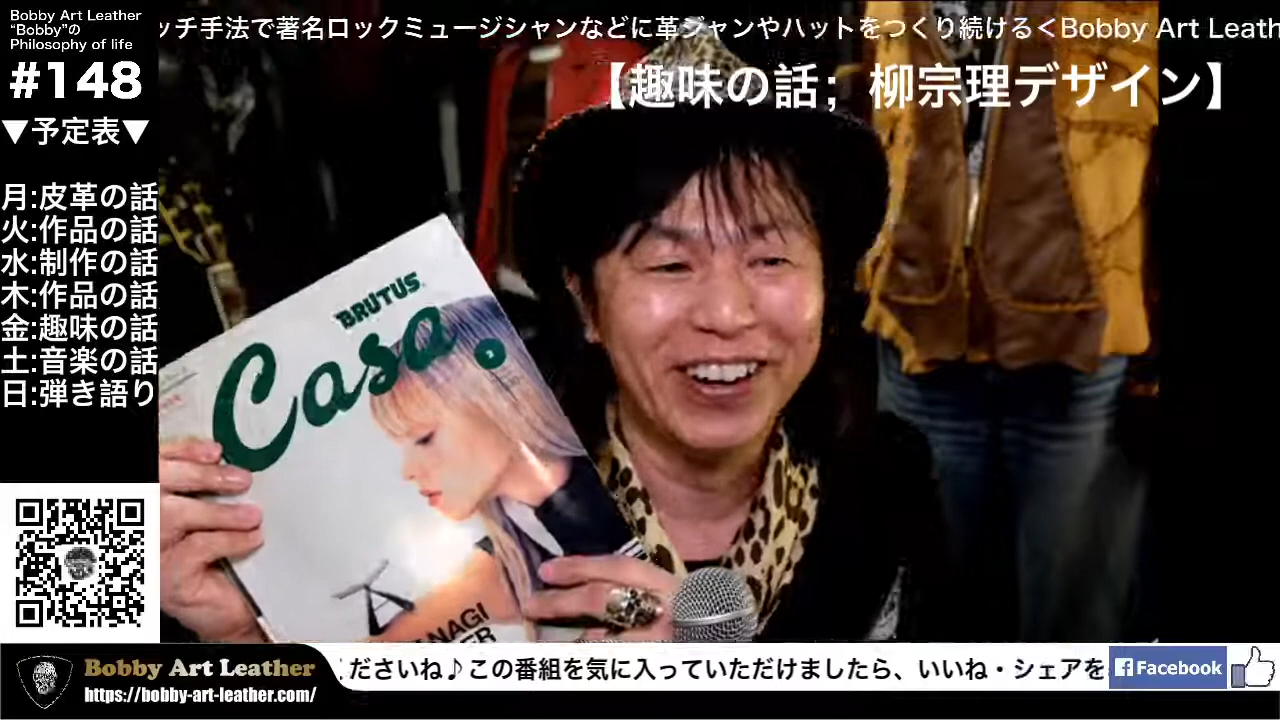 Bobby Art Leather
"Bobby"の
Philosophy of life
#148
▼予定表▼
月:皮革の話
火:作品の話
水:制作の話
木:作品の話
金:趣味の話
土:音楽の話
日:弾き語り
ッチ手法で著名ロックミュージシャンなどに革ジャンやハットをつくり続ける＜Bobby Art Leath
【趣味の話；柳宗理デザイン】
BRUTUS
Casa
Bobby Art Leather
https://bobby-art-leather.com/
くださいね♪この番組を気に入っていただけましたら、いいね・シェアを
Facebook